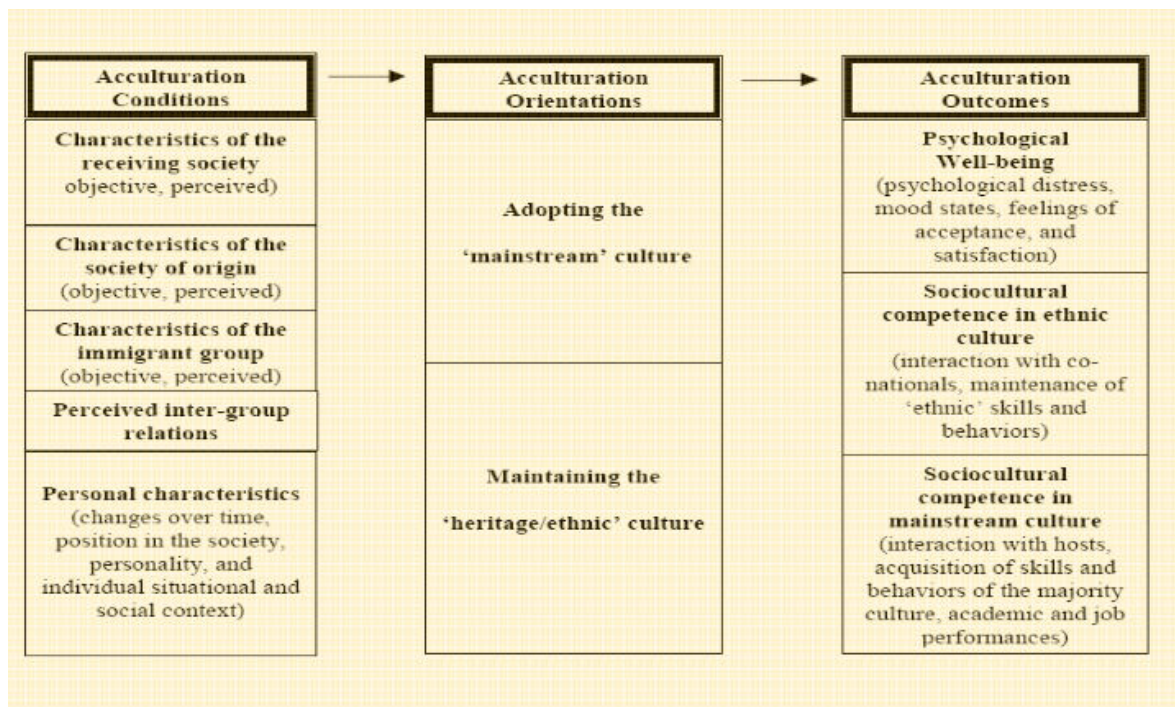 Acculturation
Conditions
Characteristics of the
receiving society
objective, perceived)
Characteristics of the
society of origin
(objective, perceived)
Characteristics of the
immigrant group
(objective, perceived)
Perceived inter-group
relations
Personal characteristics
(changes over time,
position in the society,
personality, and
individual situational and
social context)
Acculturation
Orientations
Adopting the
‘mainstream’ culture
Maintaining the
‘heritage/ethnic’ culture
Acculturation
Outcomes
Psychological
Well-being
(psychological distress,
mood states, feelings of
acceptance, and
satisfaction)
Sociocultural
competence in ethnic
culture
(interaction with co-
nationals, maintenance of
‘ethnic’ skills and
behaviors)
Sociocultural
competence in
mainstream culture
(interaction with hosts,
acquisition of skills and
behaviors of the majority
culture, academic and job
performances)